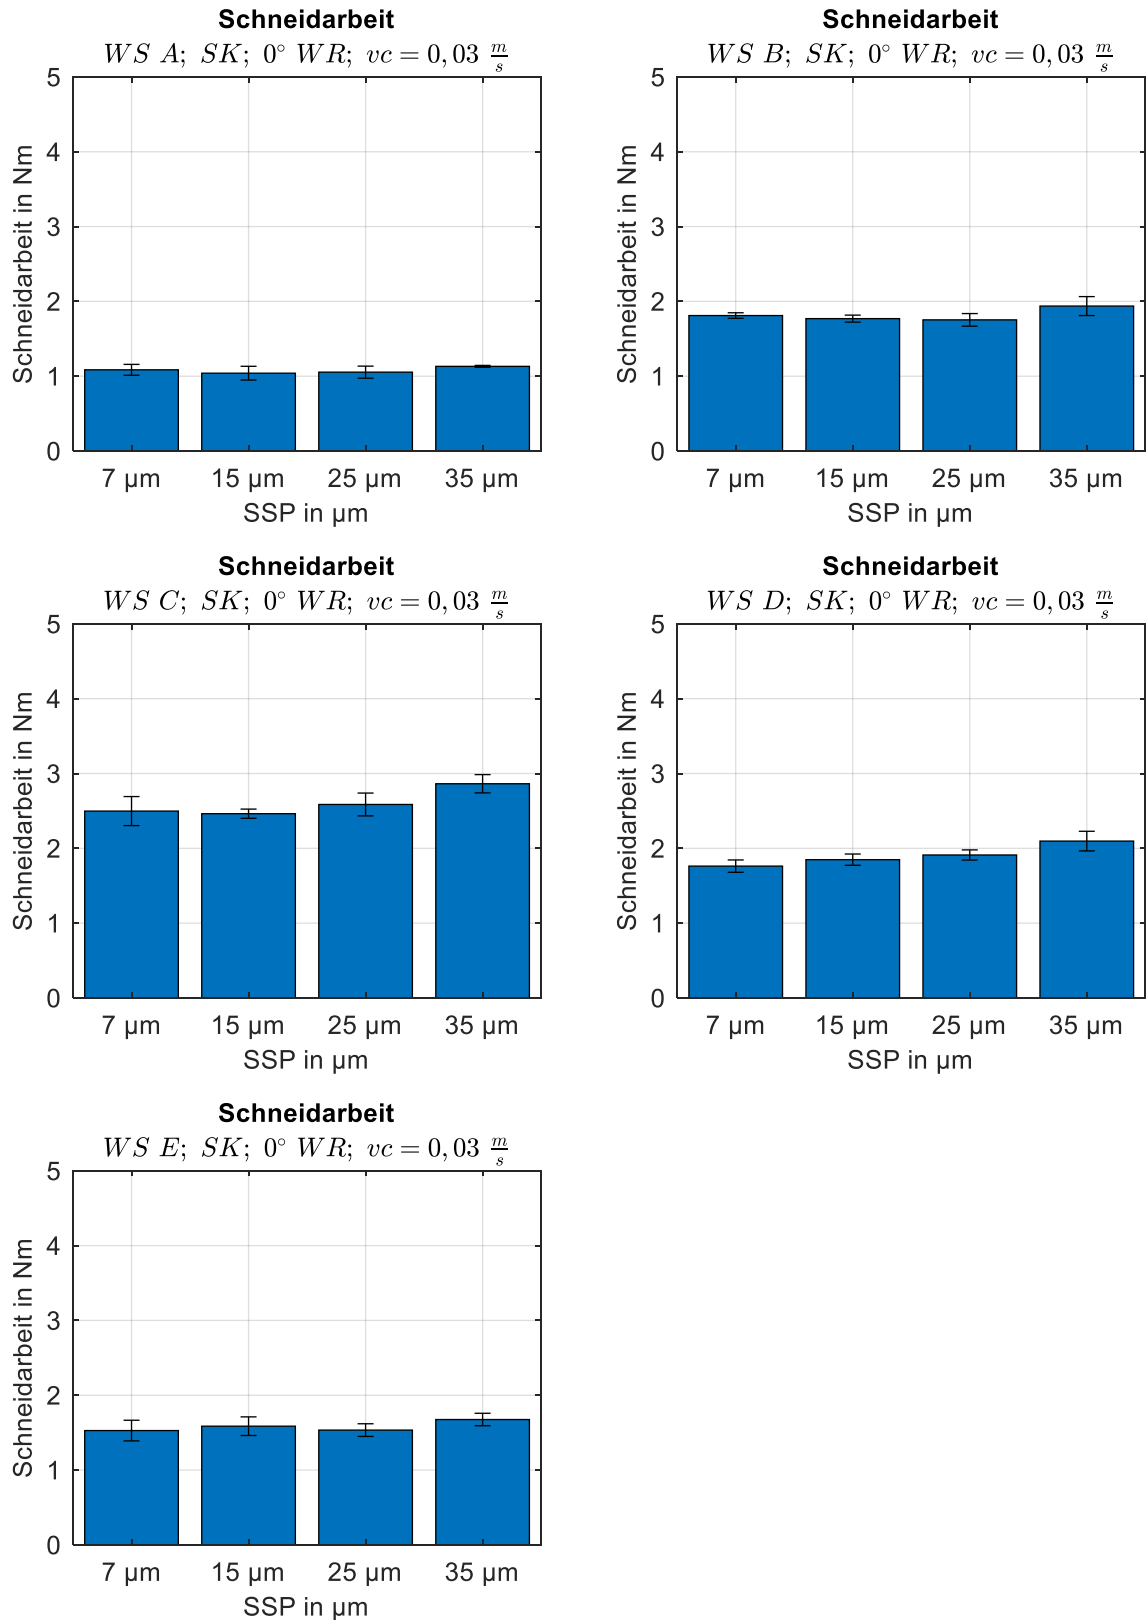 Schneidarbeit
WS A; SK; 0° WR; vc = 0,03 m/s
5
4
3
2
1
0
Schneidarbeit in Nm
7 µm 15 µm 25 µm 35 µm
SSP in µm
Schneidarbeit
WS B; SK; 0° WR; vc = 0,03 m/s
5
4
3
2
1
0
Schneidarbeit in Nm
7 µm 15 µm 25 µm 35 µm
SSP in µm
Schneidarbeit
WS C; SK; 0° WR; vc = 0,03 m/s
5
4
3
2
1
0
Schneidarbeit in Nm
7 µm 15 µm 25 µm 35 µm
SSP in µm
Schneidarbeit
WS D; SK; 0° WR; vc = 0,03 m/s
5
4
3
2
1
0
Schneidarbeit in Nm
7 µm 15 µm 25 µm 35 µm
SSP in µm
Schneidarbeit
WS E; SK; 0° WR; vc = 0,03 m/s
5
4
3
2
1
0
Schneidarbeit in Nm
7 µm 15 µm 25 µm 35 µm
SSP in µm